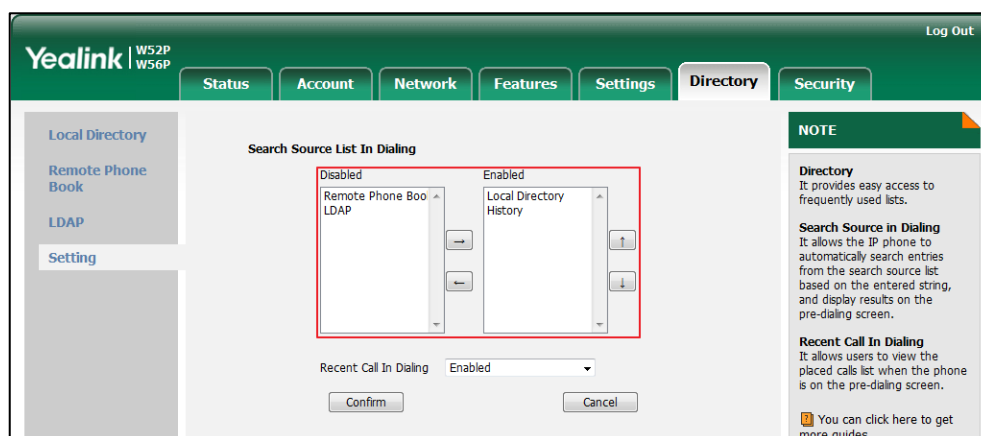 Log Out
Yealink | W52P
W56P
Status Account Network Features Settings Directory Security
Local Directory
Remote Phone
Book
LDAP
Setting
Search Source List In Dialing
Disabled Enabled
Remote Phone Boo
LDAP
Local Directory
History
→
←
↑
↓
Recent Call In Dialing Enabled
Confirm Cancel
NOTE
Directory
It provides easy access to
frequently used lists.
Search Source in Dialing
It allows the IP phone to
automatically search entries
from the search source list
based on the entered string,
and display results on the
pre-dialing screen.
Recent Call In Dialing
It allows users to view the
placed calls list when the phone
is on the pre-dialing screen.
You can click here to get
more guides